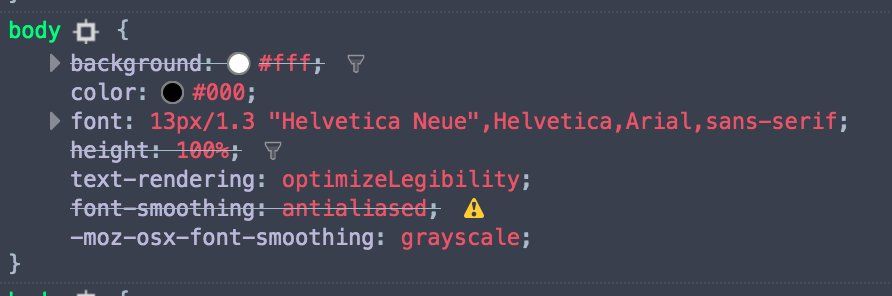 body {
background: #fff;
color: #000;
font: 13px/1.3 "Helvetica Neue",Helvetica,Arial,sans-serif;
height: 100%;
text-rendering: optimizeLegibility;
font-smoothing: antialiased;
-moz-osx-font-smoothing: grayscale;
}